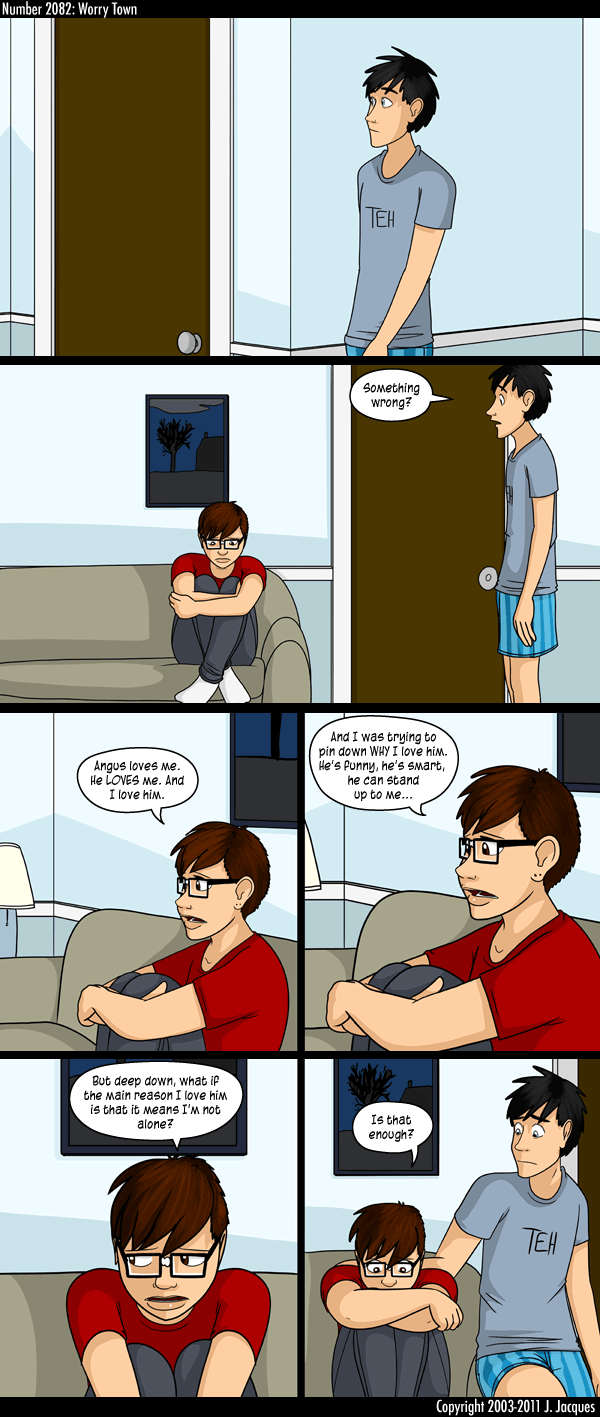 Number 2082: Worry Town
TEH
Something
wrong?
TEH
Angus loves me.
He LOVES me. And
I love him.
And I was trying to
pin down WHY I love him.
He's funny, he's smart,
he can stand
up to me...
But deep down, what if
the main reason I love him
is that it means I'm not
alone?
Is that
enough?
TEH
Copyright 2003-2011 J. Jacques